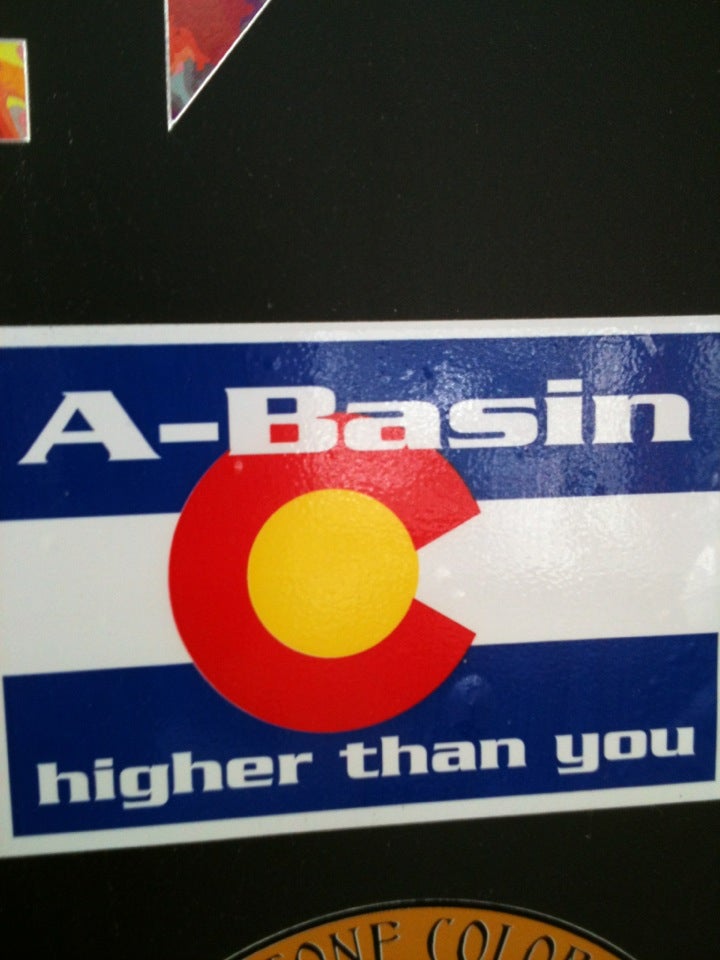 A-Basin
higher than you